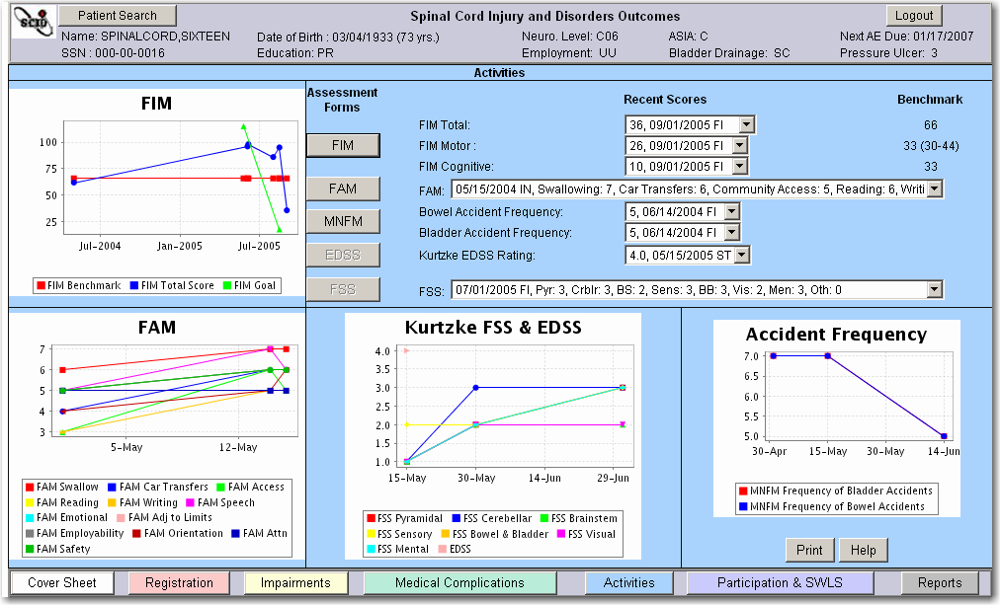 SCID
Patient Search
Spinal Cord Injury and Disorders Outcomes
Logout
Name: SPINALCORD,SIXTEEN
Date of Birth : 03/04/1933 (73 yrs.)
Neuro. Level: C06
ASIA: C
Next AE Due: 01/17/2007
SSN : 000-00-0016
Education: PR
Employment: UU
Bladder Drainage: SC
Pressure Ulcer: 3
Activities
FIM
100
75
50
25
Jul-2004
Jan-2005
Jul-2005
FIM Benchmark
FIM Total Score
FIM Goal
Assessment
Forms
FIM
FAM
MNFM
EDSS
FSS
Recent Scores
Benchmark
FIM Total:
36, 09/01/2005 FI
66
FIM Motor :
26, 09/01/2005 FI
33 (30-44)
FIM Cognitive:
10, 09/01/2005 FI
33
FAM:
05/15/2004 IN, Swallowing: 7, Car Transfers: 6, Community Access: 5, Reading: 6, Writi
Bowel Accident Frequency:
5, 06/14/2004 FI
Bladder Accident Frequency:
5, 06/14/2004 FI
Kurtzke EDSS Rating:
4.0, 05/15/2005 ST
FSS:
07/01/2005 FI, Pyr: 3, Crblr: 3, BS: 2, Sens: 3, BB: 3, Vis: 2, Men: 3, Oth: 0
FAM
7
6
5
4
3
5-May
12-May
FAM Swallow
FAM Car Transfers
FAM Access
FAM Reading
FAM Writing
FAM Speech
FAM Emotional
FAM Adj to Limits
FAM Employability
FAM Orientation
FAM Attn
FAM Safety
Kurtzke FSS & EDSS
4.0
3.5
3.0
2.5
2.0
1.5
1.0
15-May
30-May
14-Jun
29-Jun
FSS Pyramidal
FSS Cerebellar
FSS Brainstem
FSS Sensory
FSS Bowel & Bladder
FSS Visual
FSS Mental
EDSS
Accident Frequency
7.0
6.5
6.0
5.5
5.0
30-Apr
15-May
30-May
14-Jun
MNFM Frequency of Bladder Accidents
MNFM Frequency of Bowel Accidents
Print
Help
Cover Sheet
Registration
Impairments
Medical Complications
Activities
Participation & SWLS
Reports